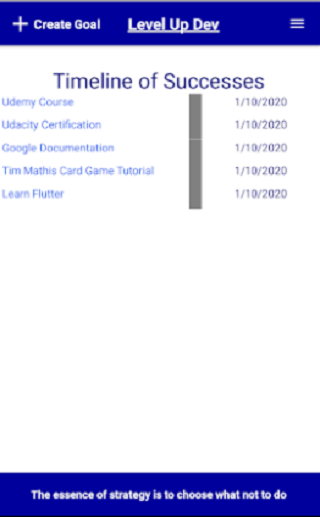 Create Goal Level Up Dev
Timeline of Successes
Udemy Course 1/10/2020
Udacity Certification 1/10/2020
Google Documentation 1/10/2020
Tim Mathis Card Game Tutorial 1/10/2020
Learn Flutter 1/10/2020
The essence of strategy is to choose what not to do